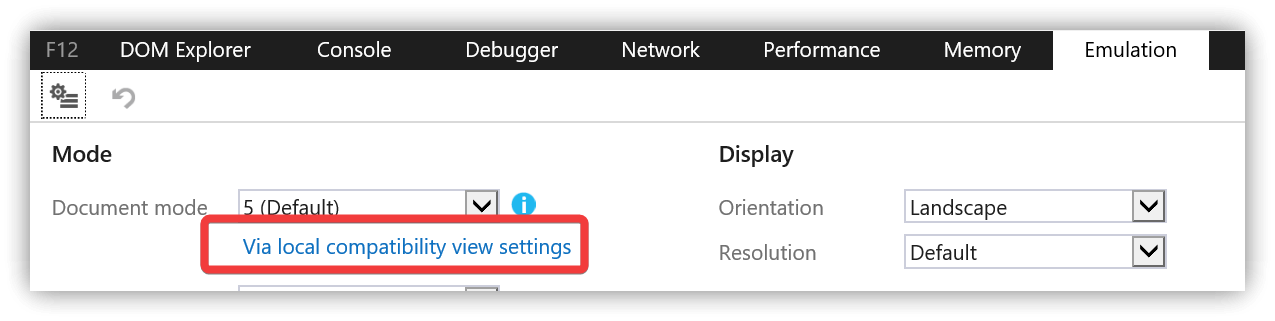 F12 DOM Explorer Console Debugger Network Performance Memory Emulation
Mode
Document mode 5 (Default)
Via local compatibility view settings
Display
Orientation Landscape
Resolution Default